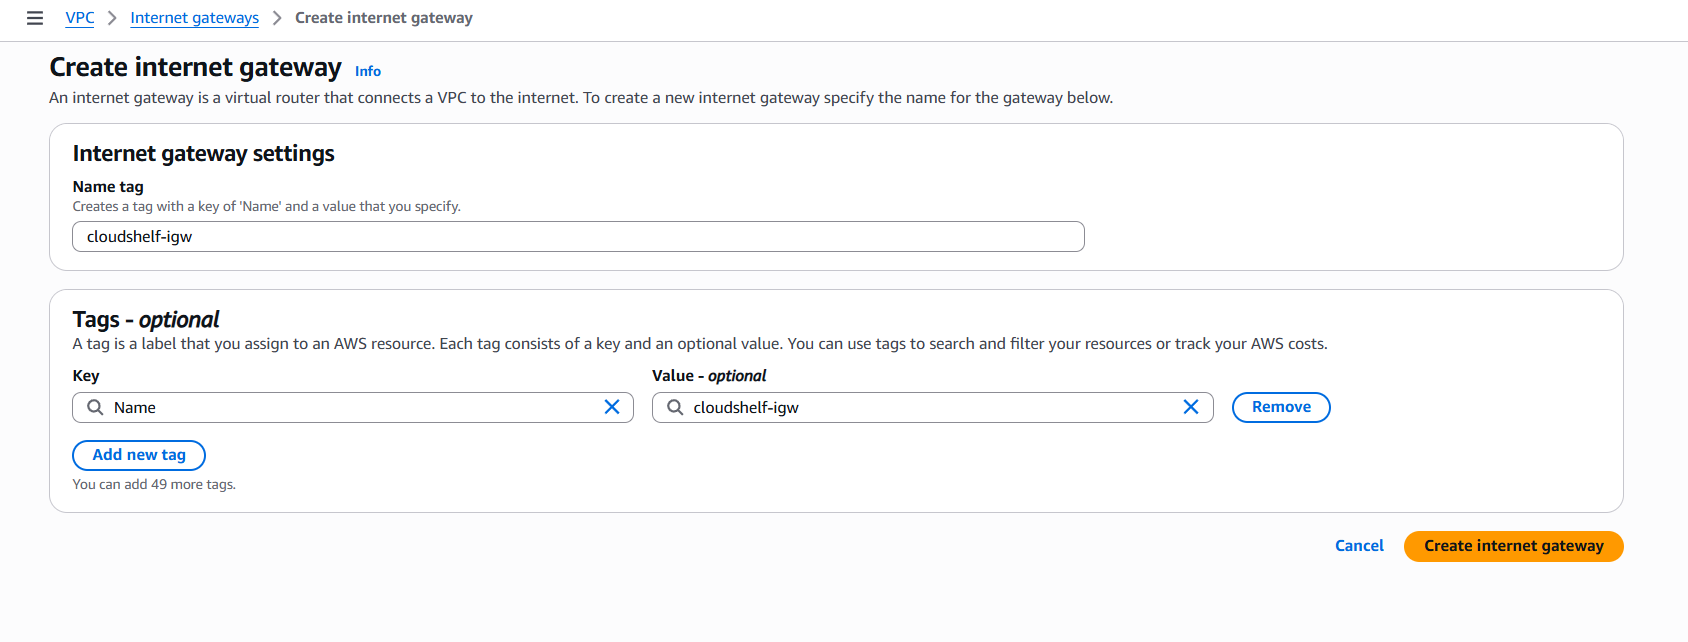 VPC > Internet gateways > Create internet gateway
Create internet gateway Info
An internet gateway is a virtual router that connects a VPC to the internet. To create a new internet gateway specify the name for the gateway below.
Internet gateway settings
Name tag
Creates a tag with a key of 'Name' and a value that you specify.
cloudshelf-igw
Tags - optional
A tag is a label that you assign to an AWS resource. Each tag consists of a key and an optional value. You can use tags to search and filter your resources or track your AWS costs.
Key Value - optional
Name cloudshelf-igw Remove
Add new tag
You can add 49 more tags.
Cancel Create internet gateway